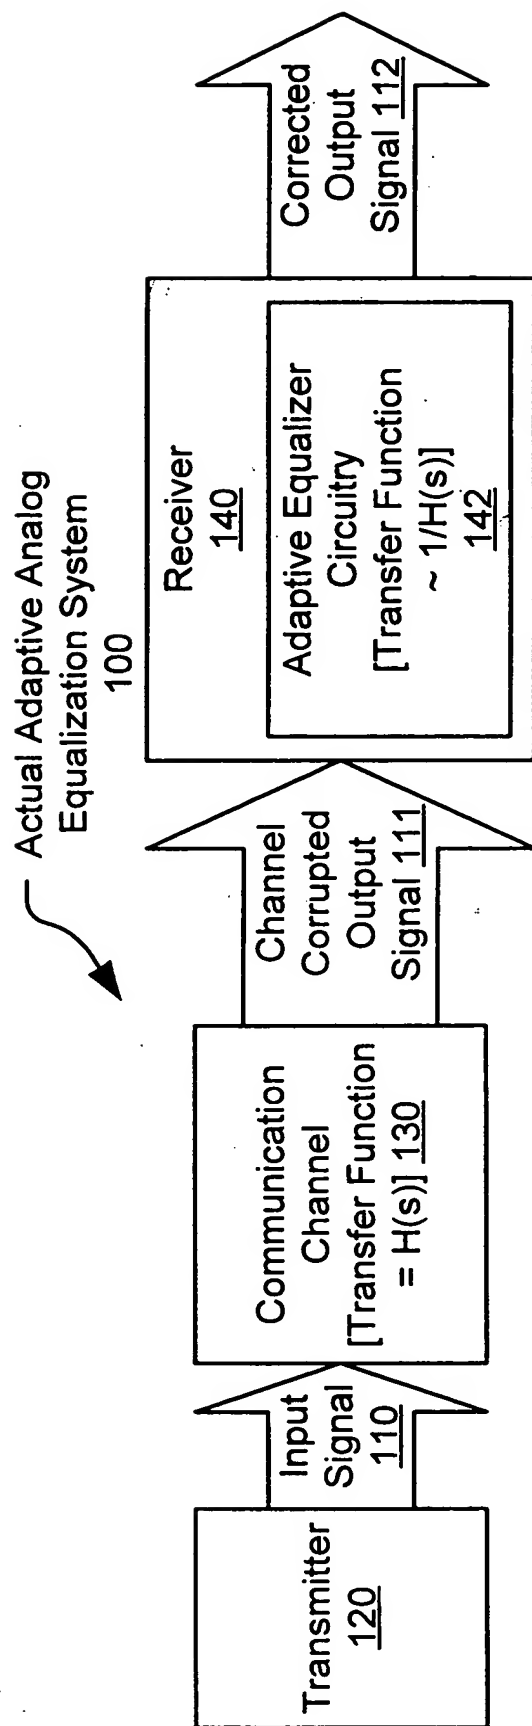 Actual Adaptive Analog
Equalization System
100
Transmitter
120
Input
Signal
110
Communication
Channel
[Transfer Function
= H(s)] 130
Channel
Corrupted
Output
Signal 111
Receiver
140
Adaptive Equalizer
Circuitry
[Transfer Function
~ 1/H(s)]
142
Corrected
Output
Signal 112